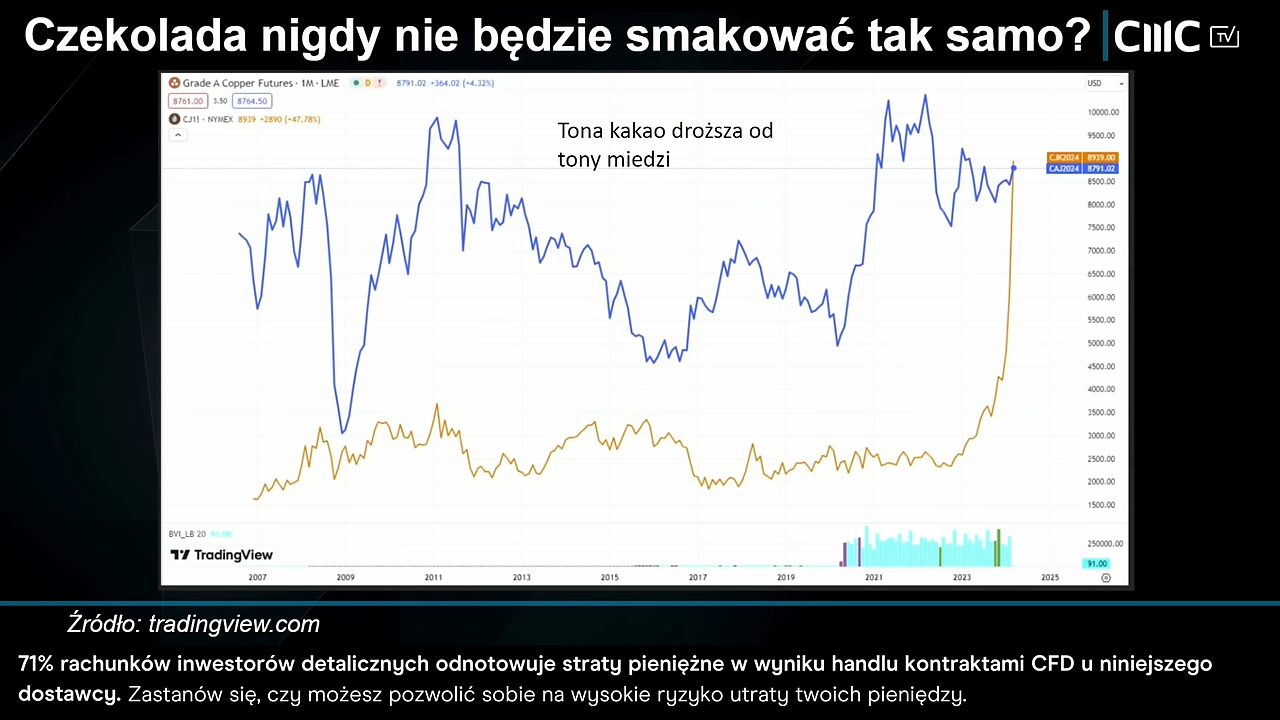 Czekolada nigdy nie będzie smakować tak samo?
CMC TV
Grade A Copper Futures · 1M · LME D ! 8791.02 +364.02 (+4.32%)
USD
8761.00 3.50 8764.50
CJ1! · NYMEX 8939 +2890 (+47.78%)
Tona kakao droższa od
tony miedzi
10000.00
9500.00
CJK2024 8939.00
CAJ2024 8791.02
8500.00
8000.00
7500.00
7000.00
6500.00
6000.00
5500.00
5000.00
4500.00
4000.00
3500.00
3000.00
2500.00
2000.00
1500.00
BVI_LB 20 91.00
250000.00
TradingView
91.00
2007 2009 2011 2013 2015 2017 2019 2021 2023 2025
Źródło: tradingview.com
71% rachunków inwestorów detalicznych odnotowuje straty pieniężne w wyniku handlu kontraktami CFD u niniejszego
dostawcy. Zastanów się, czy możesz pozwolić sobie na wysokie ryzyko utraty twoich pieniędzy.